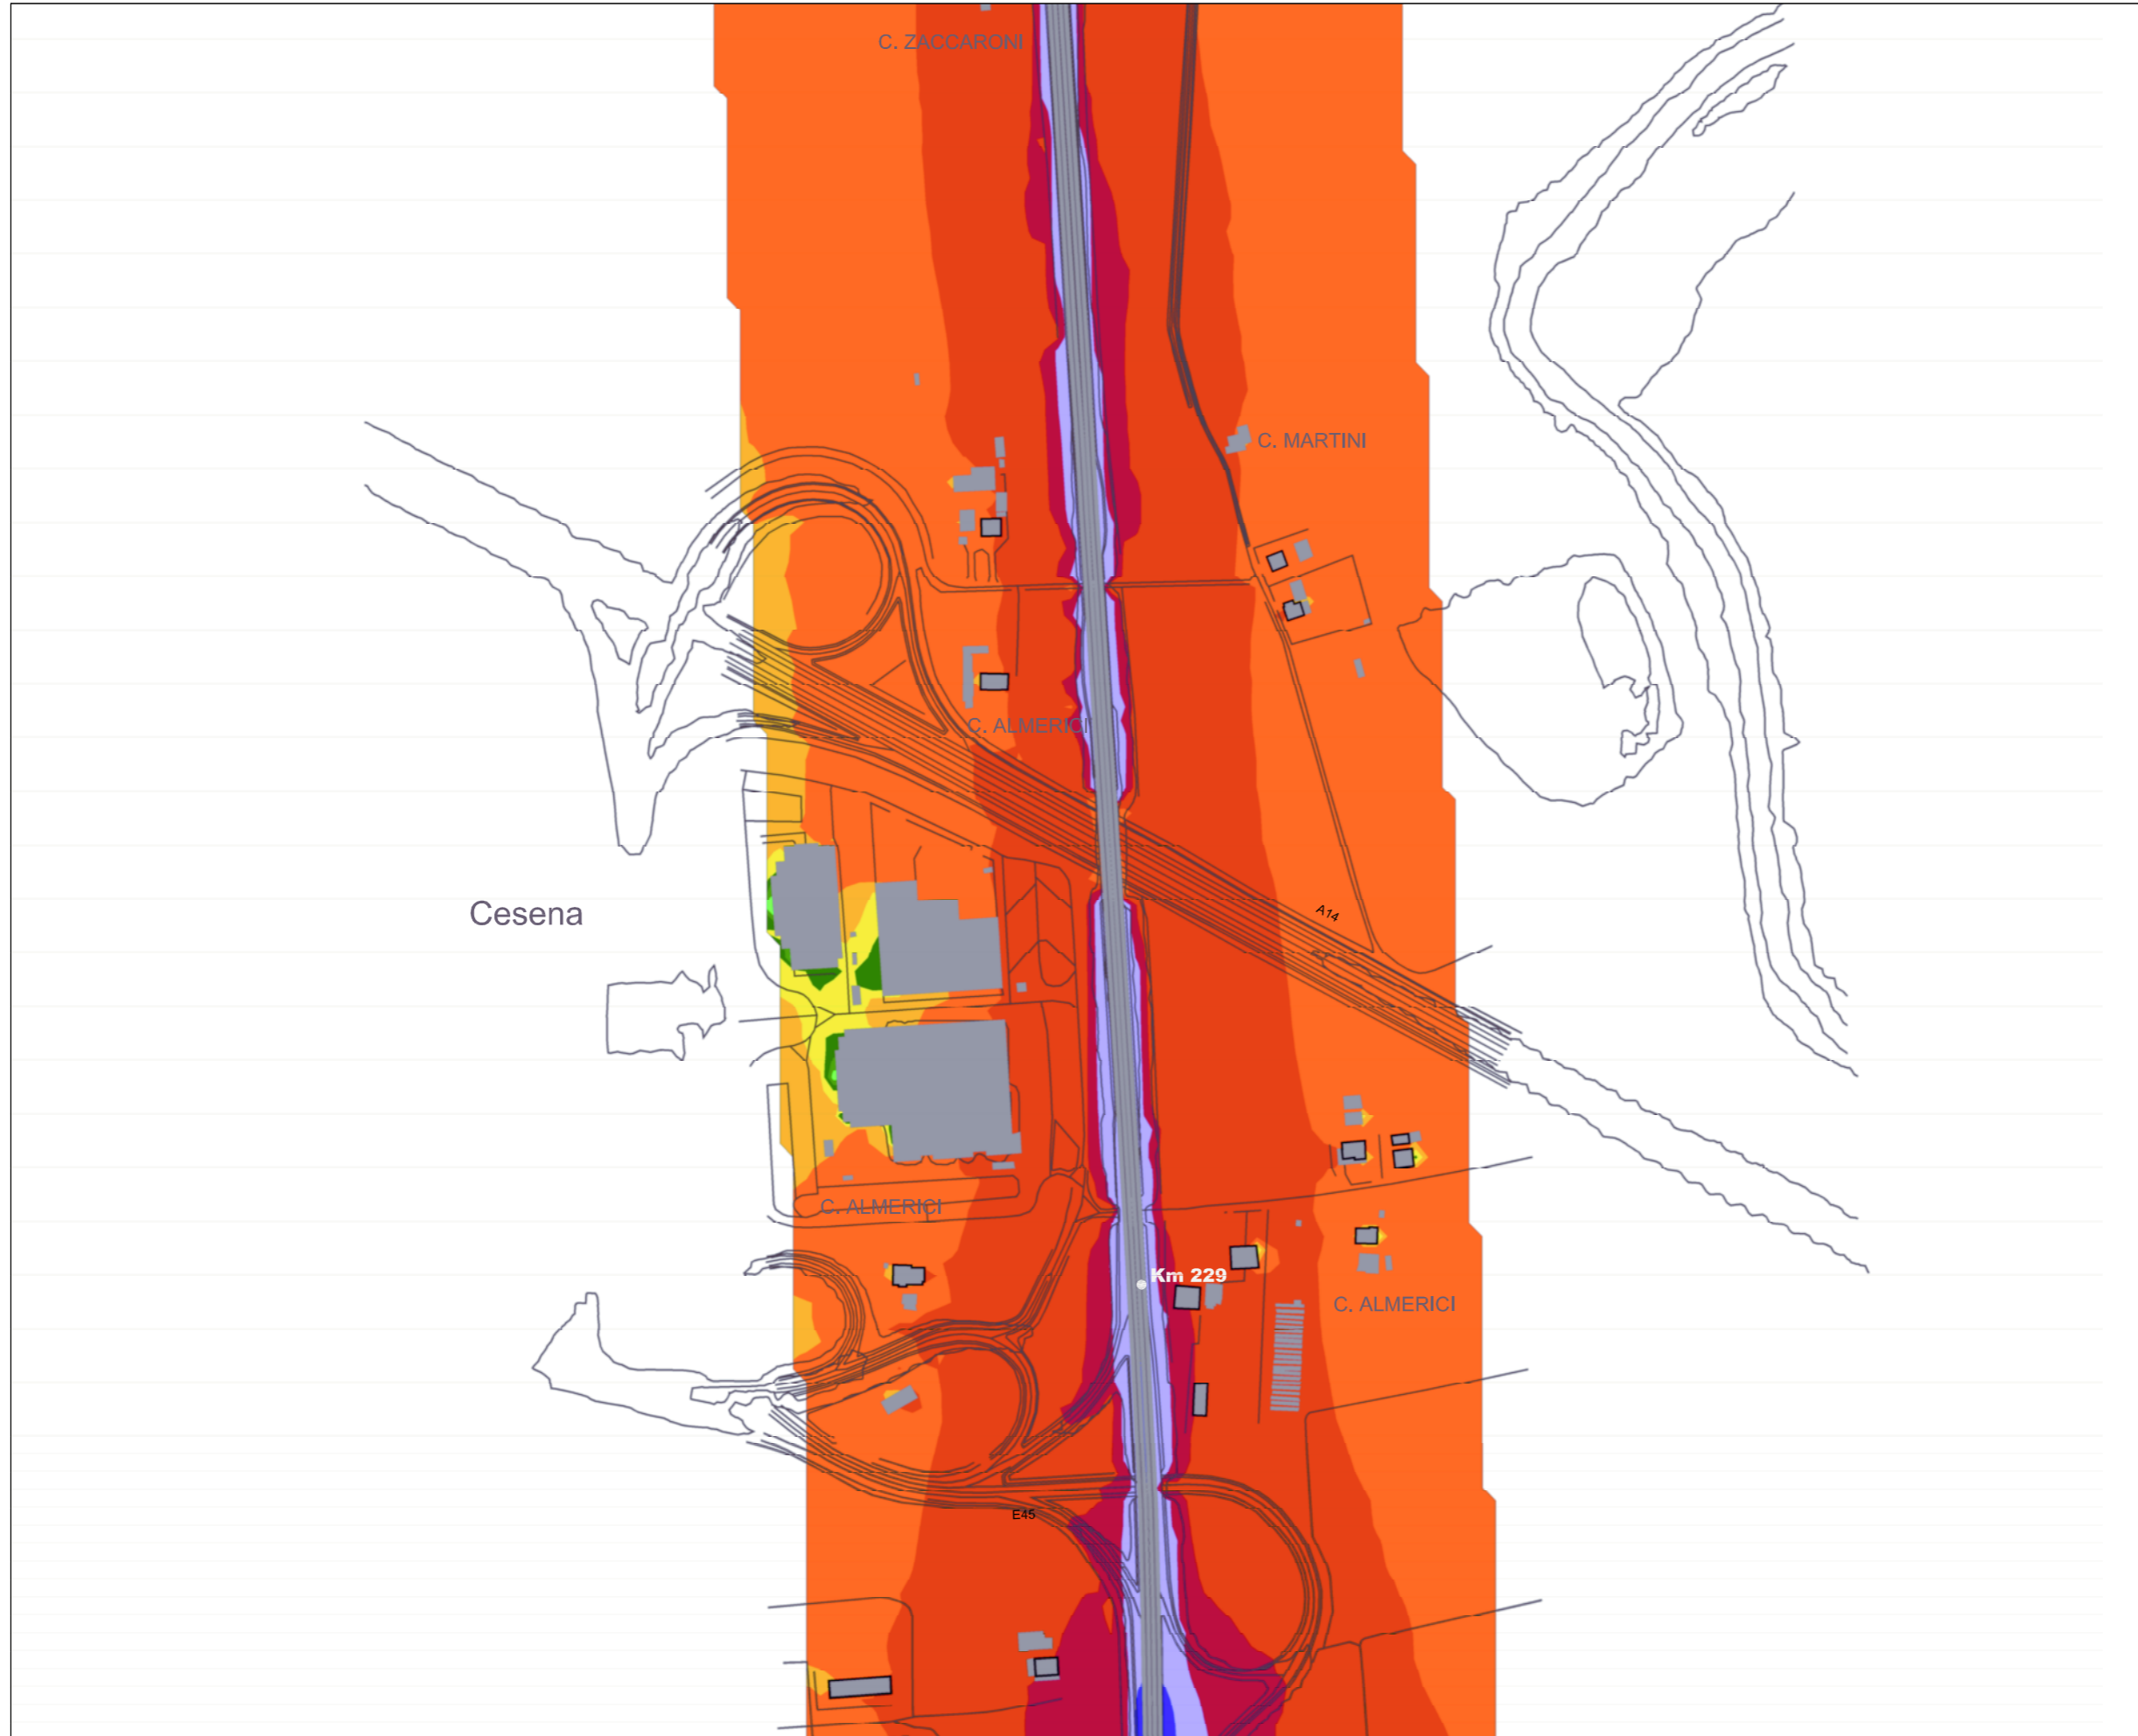 C. ZACCARONI
C. MARTINI
C. ALMERICI
Cesena
A14
C. ALMERICI
Km 229
C. ALMERICI
E45